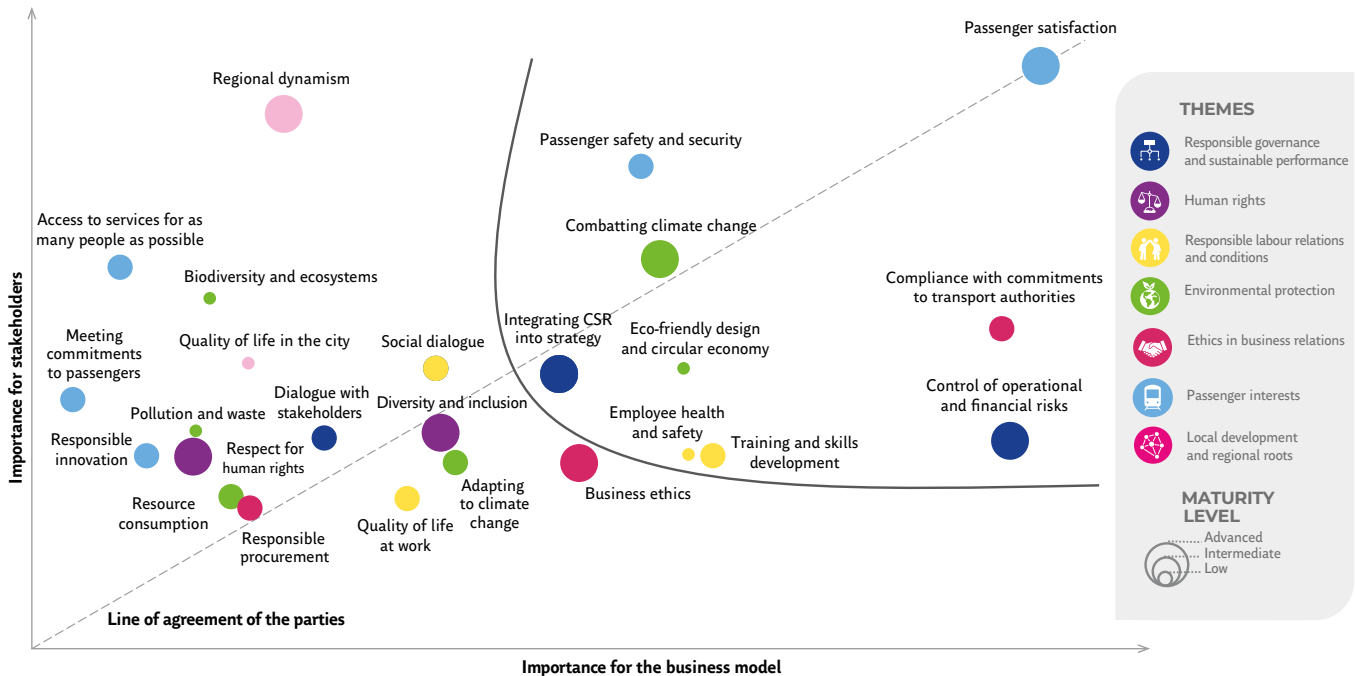 Passenger satisfaction
Regional dynamism
Passenger safety and security
Access to services for as
many people as possible
Combatting climate change
Biodiversity and ecosystems
Compliance with commitments
to transport authorities
Meeting
commitments
to passengers
Quality of life in the city
Social dialogue
Integrating CSR
into strategy
Eco-friendly design
and circular economy
Dialogue with
stakeholders
Diversity and inclusion
Control of operational
and financial risks
Pollution and waste
Employee health
and safety
Responsible
innovation
Respect for
human rights
Training and skills
development
Resource
consumption
Adapting
to climate
change
Business ethics
Responsible
procurement
Quality of life
at work
Line of agreement of the parties
Importance for stakeholders
Importance for the business model
THEMES
Responsible governance
and sustainable performance
Human rights
Responsible labour relations
and conditions
Environmental protection
Ethics in business relations
Passenger interests
Local development
and regional roots
MATURITY
LEVEL
Advanced
Intermediate
Low